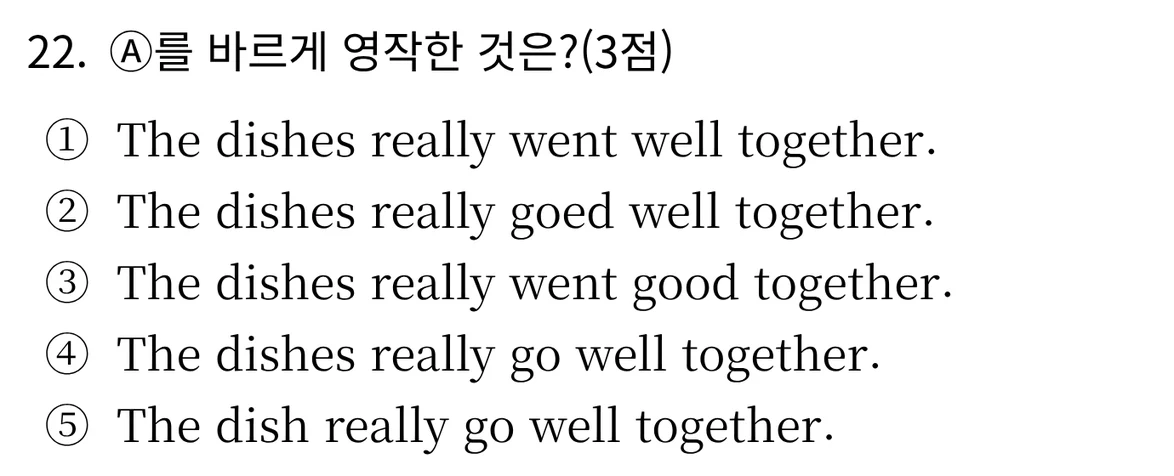 22. Ⓐ를 바르게 영작한 것은?(3점)
① The dishes really went well together.
② The dishes really goed well together.
③ The dishes really went good together.
④ The dishes really go well together.
⑤ The dish really go well together.